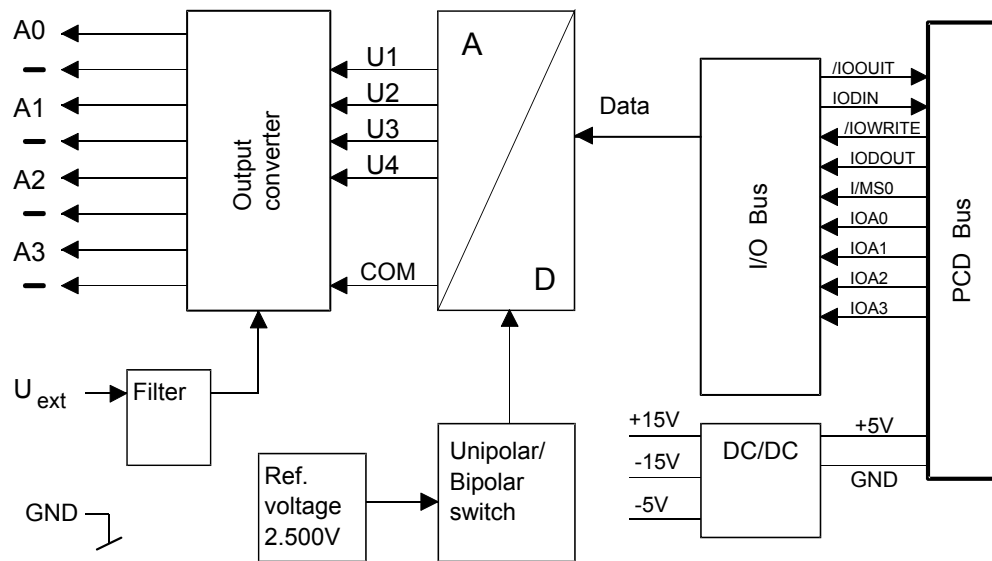 A0
–
A1
–
A2
–
A3
–
Output
converter
U1
U2
U3
U4
COM
A
D
Data
I/O Bus
/IOOUIT
IODIN
/IOWRITE
IODOUT
I/MS0
IOA0
IOA1
IOA2
IOA3
PCD Bus
U ext
Filter
Ref.
voltage
2.500V
Unipolar/
Bipolar
switch
+15V
-15V
-5V
DC/DC
+5V
GND
GND